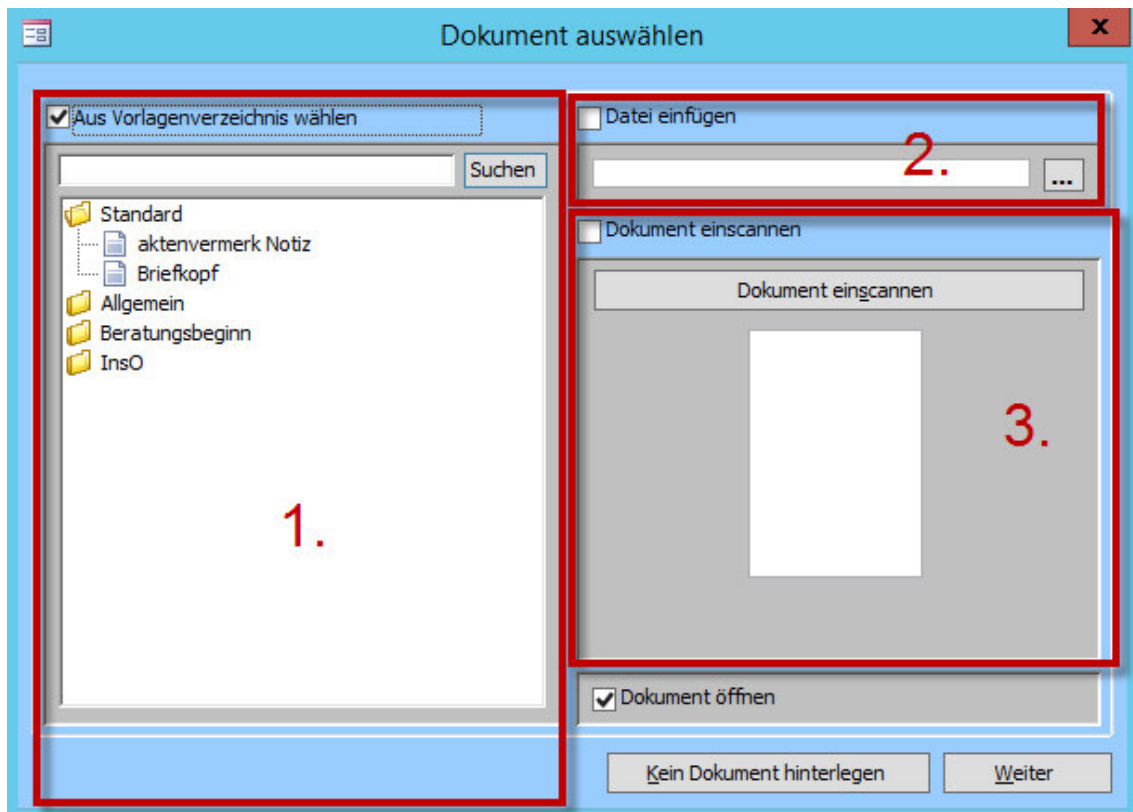 Dokument auswählen
x
Aus Vorlagenverzeichnis wählen
Suchen
Standard
aktenvermerk Notiz
Briefkopf
Allgemein
Beratungsbeginn
InsO
1.
Datei einfügen
2.
...
Dokument einscannen
Dokument einscannen
3.
Dokument öffnen
Kein Dokument hinterlegen
Weiter